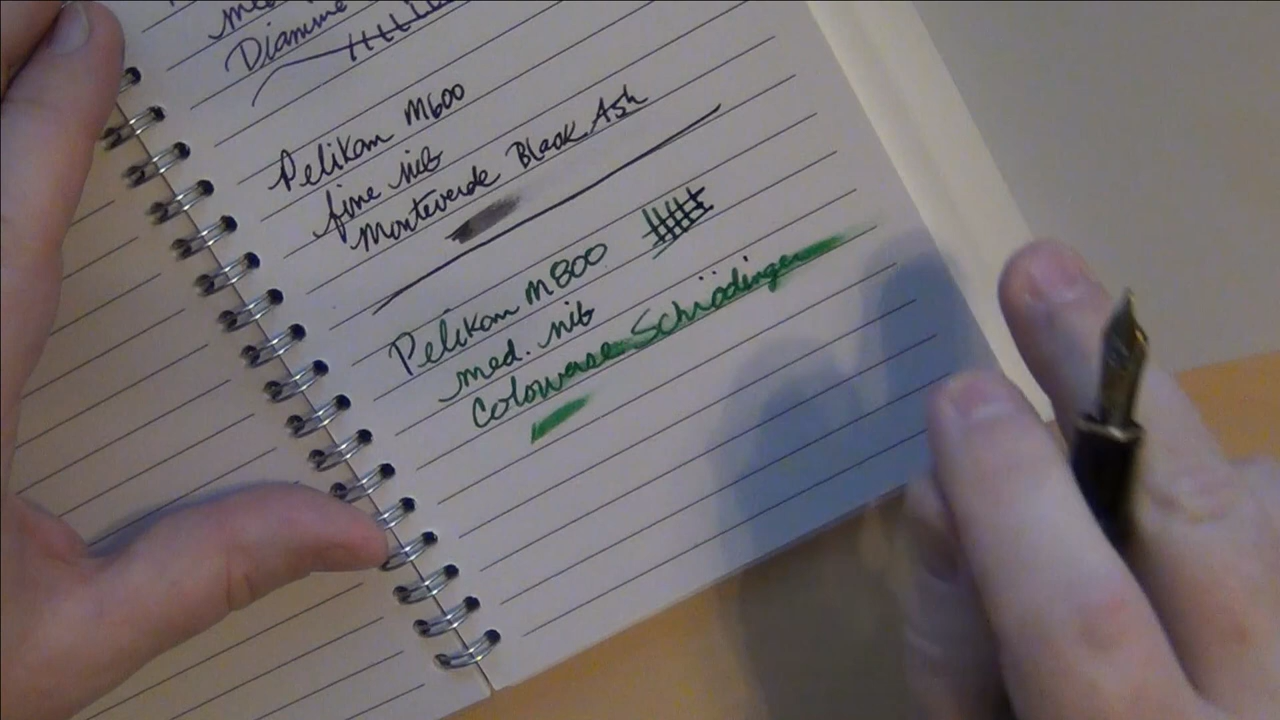 Diamine
Pelikan M600
fine nib
Monteverde Black Ash
Pelikan M800
med. nib
Colorverse Schrödinger